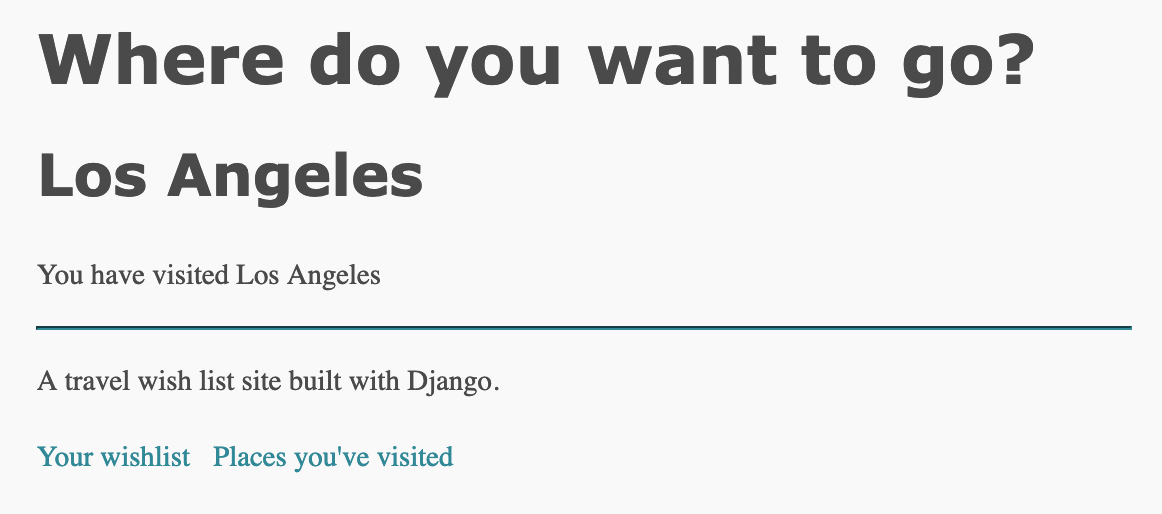 Where do you want to go?
Los Angeles
You have visited Los Angeles
A travel wish list site built with Django.
Your wishlist Places you've visited